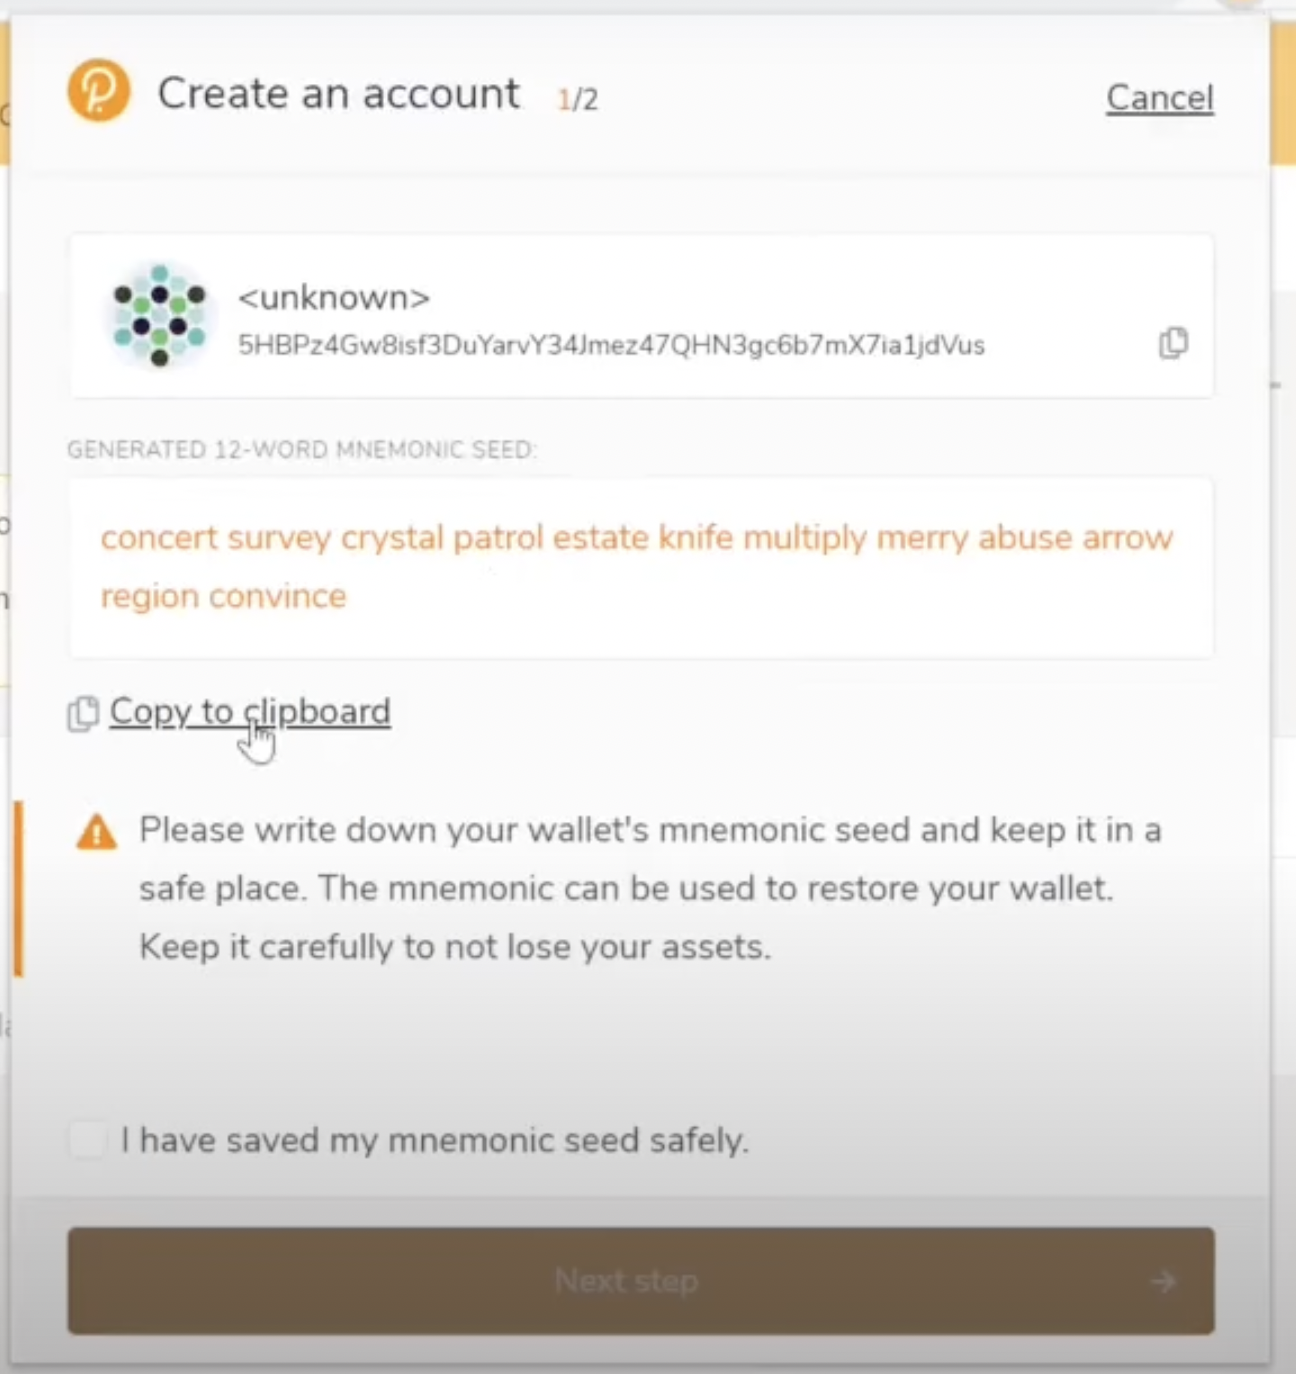 Create an account 1/2 Cancel
<unknown>
5HBPz4Gw8isf3DuYarvY34Jmez47QHN3gc6b7mX7ia1jdVus
GENERATED 12-WORD MNEMONIC SEED:
concert survey crystal patrol estate knife multiply merry abuse arrow
region convince
Copy to clipboard
Please write down your wallet's mnemonic seed and keep it in a
safe place. The mnemonic can be used to restore your wallet.
Keep it carefully to not lose your assets.
I have saved my mnemonic seed safely.
Next step